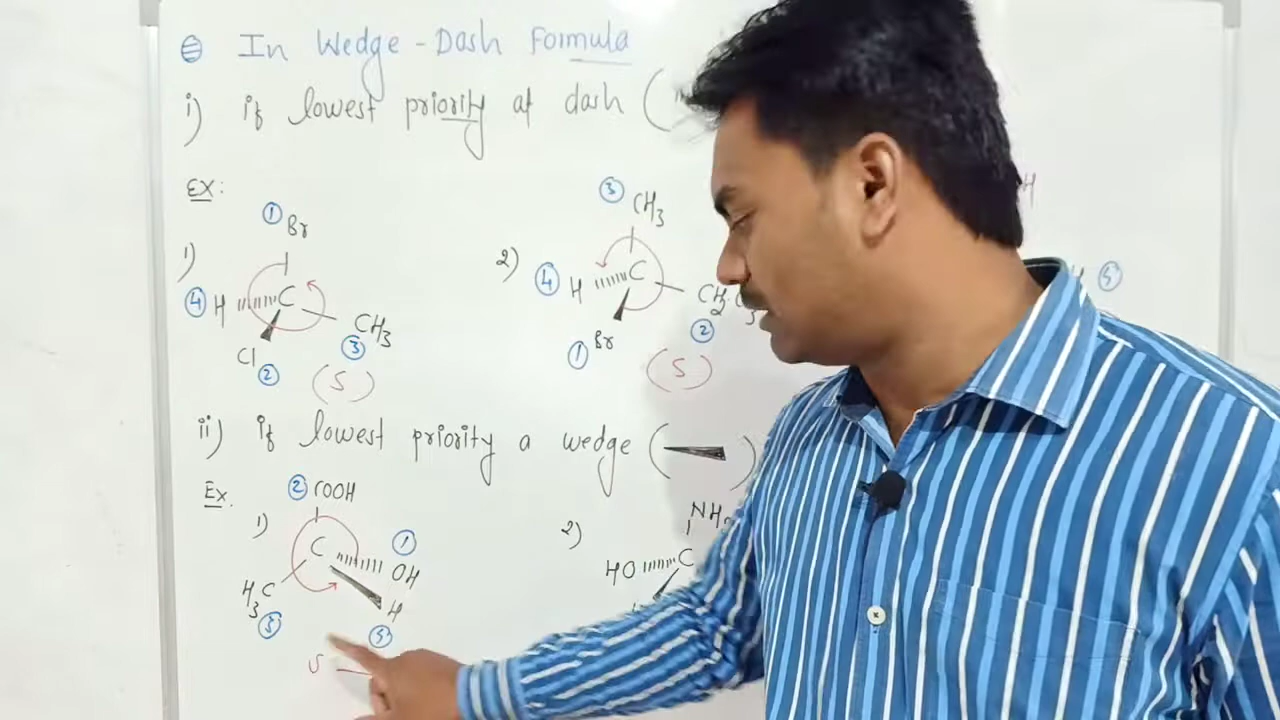 In Wedge-Dash Formula
i) if lowest priority at dash (
EX:
1)
① Br
④ H C CH3 ③
Cl ②
(S)
2)
③ CH3
④ H C CH2
② 
① Br
(S)
H
H
ii) if lowest priority a wedge ( )
Ex.
1)
② COOH
C OH ①
H3C H
S
2)
NH
HO C